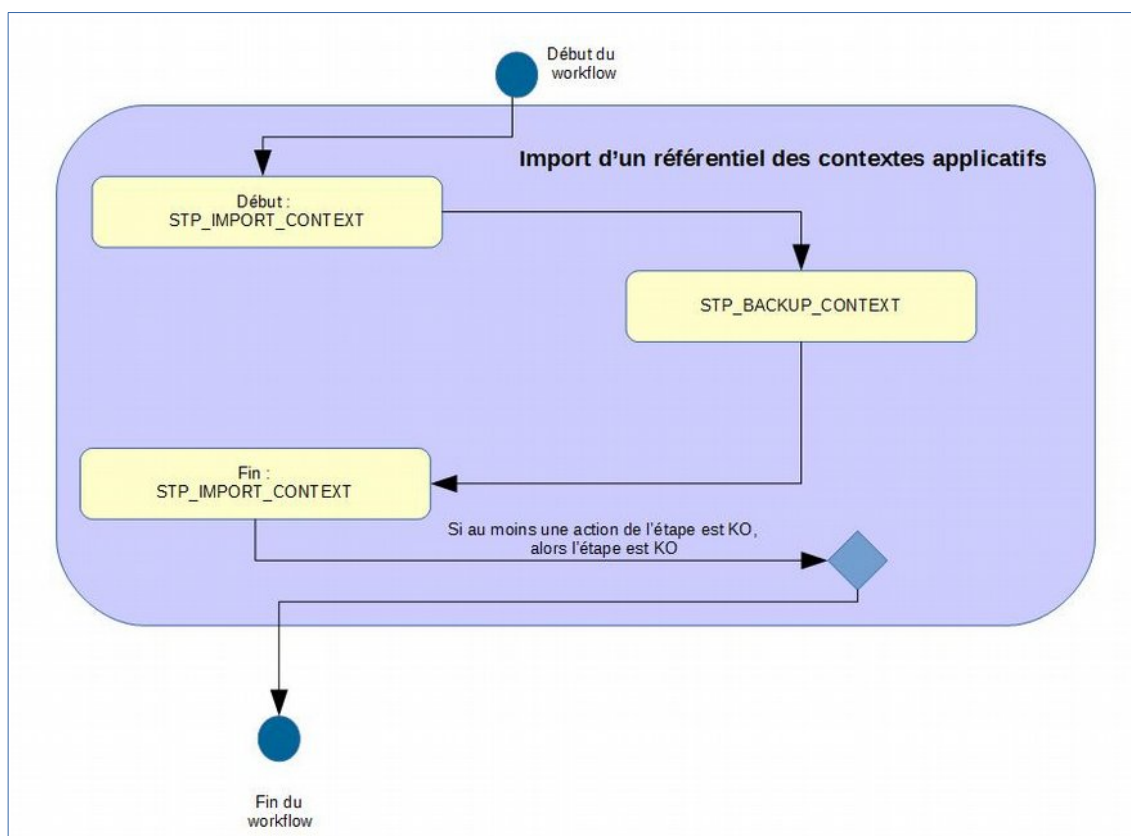 Début du
workflow
Import d'un référentiel des contextes applicatifs
Début :
STP_IMPORT_CONTEXT
STP_BACKUP_CONTEXT
Fin :
STP_IMPORT_CONTEXT
Si au moins une action de l'étape est KO,
alors l'étape est KO
Fin du
workflow